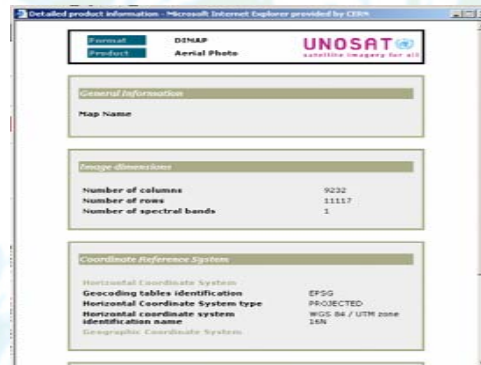 Detailed product information - Microsoft Internet Explorer provided by CERN
Format DIMAP
Product Aerial Photo
UNOSAT
satellite imagery for all
General Information
Map Name
Image dimensions
Number of columns 9232
Number of rows 11117
Number of spectral bands 1
Coordinate Reference System
Horizontal Coordinate System
Geocoding tables identification EPSG
Horizontal Coordinate System type PROJECTED
Horizontal coordinate system WGS 84 / UTM zone
identification name 16N
Geographic Coordinate System